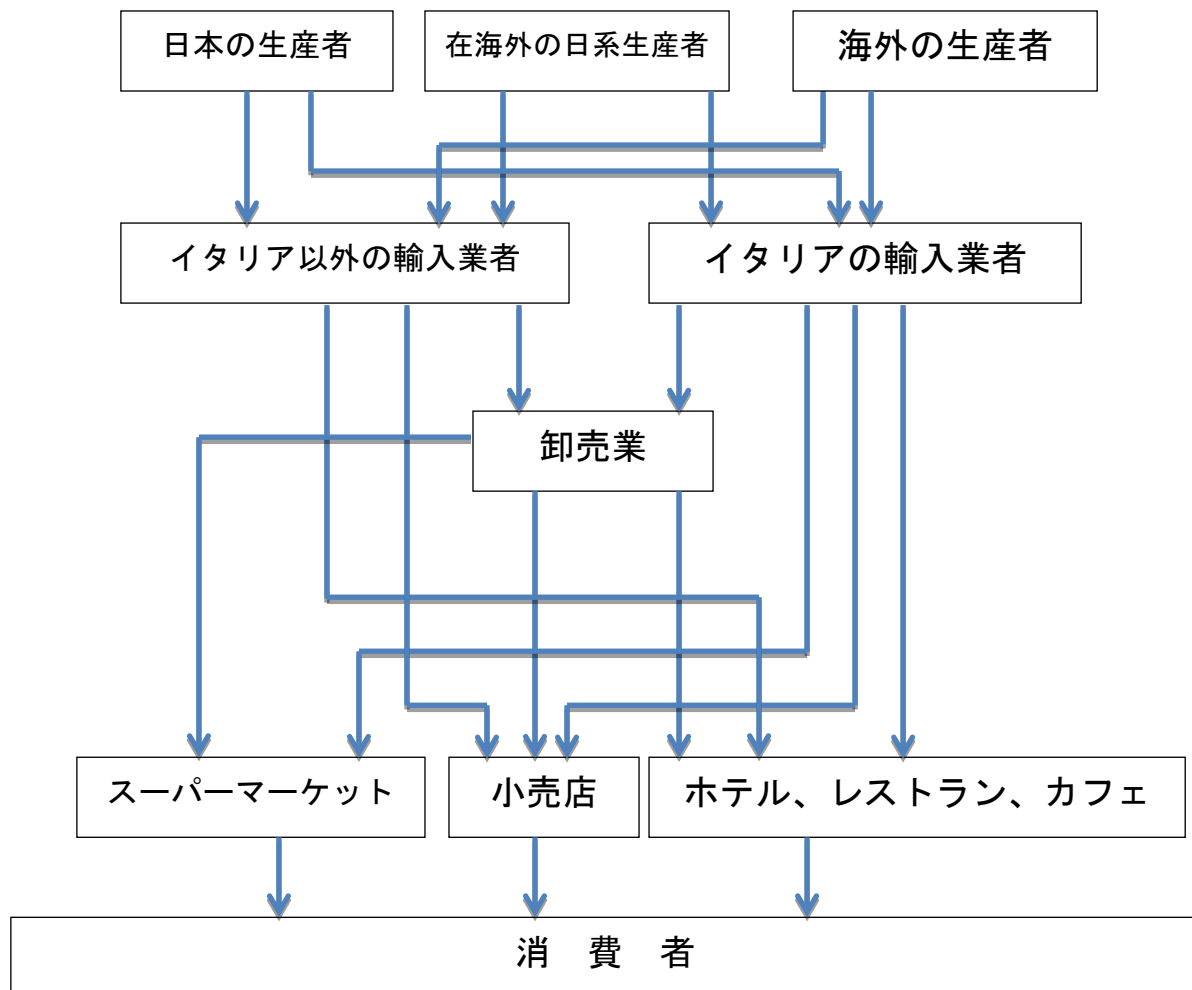 日本の生産者
在海外の日系生産者
海外の生産者
イタリア以外の輸入業者
イタリアの輸入業者
卸売業
スーパーマーケット
小売店
ホテル、レストラン、カフェ
消　費　者